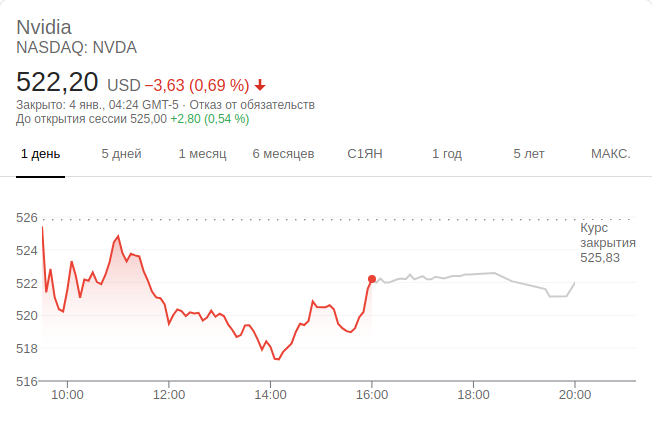 Nvidia
NASDAQ: NVDA
522,20 USD −3,63 (0,69 %)
Закрыто: 4 янв., 04:24 GMT-5 · Отказ от обязательств
До открытия сессии 525,00 +2,80 (0,54 %)
1 день 5 дней 1 месяц 6 месяцев С1ЯН 1 год 5 лет МАКС.
526
524
522
520
518
516
Курс
закрытия
525,83
10:00 12:00 14:00 16:00 18:00 20:00